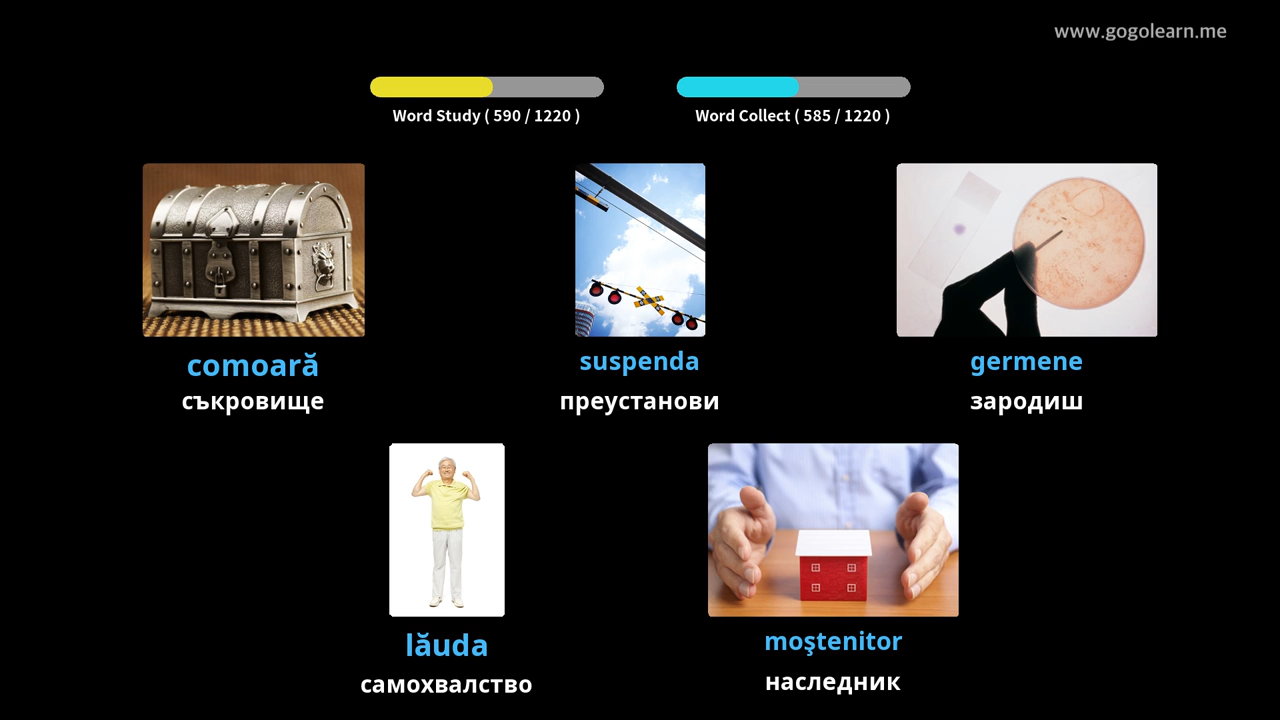 www.gogolearn.me
Word Study ( 590 / 1220 )
Word Collect ( 585 / 1220 )
comoară
съкровище
suspenda
преустанови
germene
зародиш
lăuda
самохвалство
moştenitor
наследник